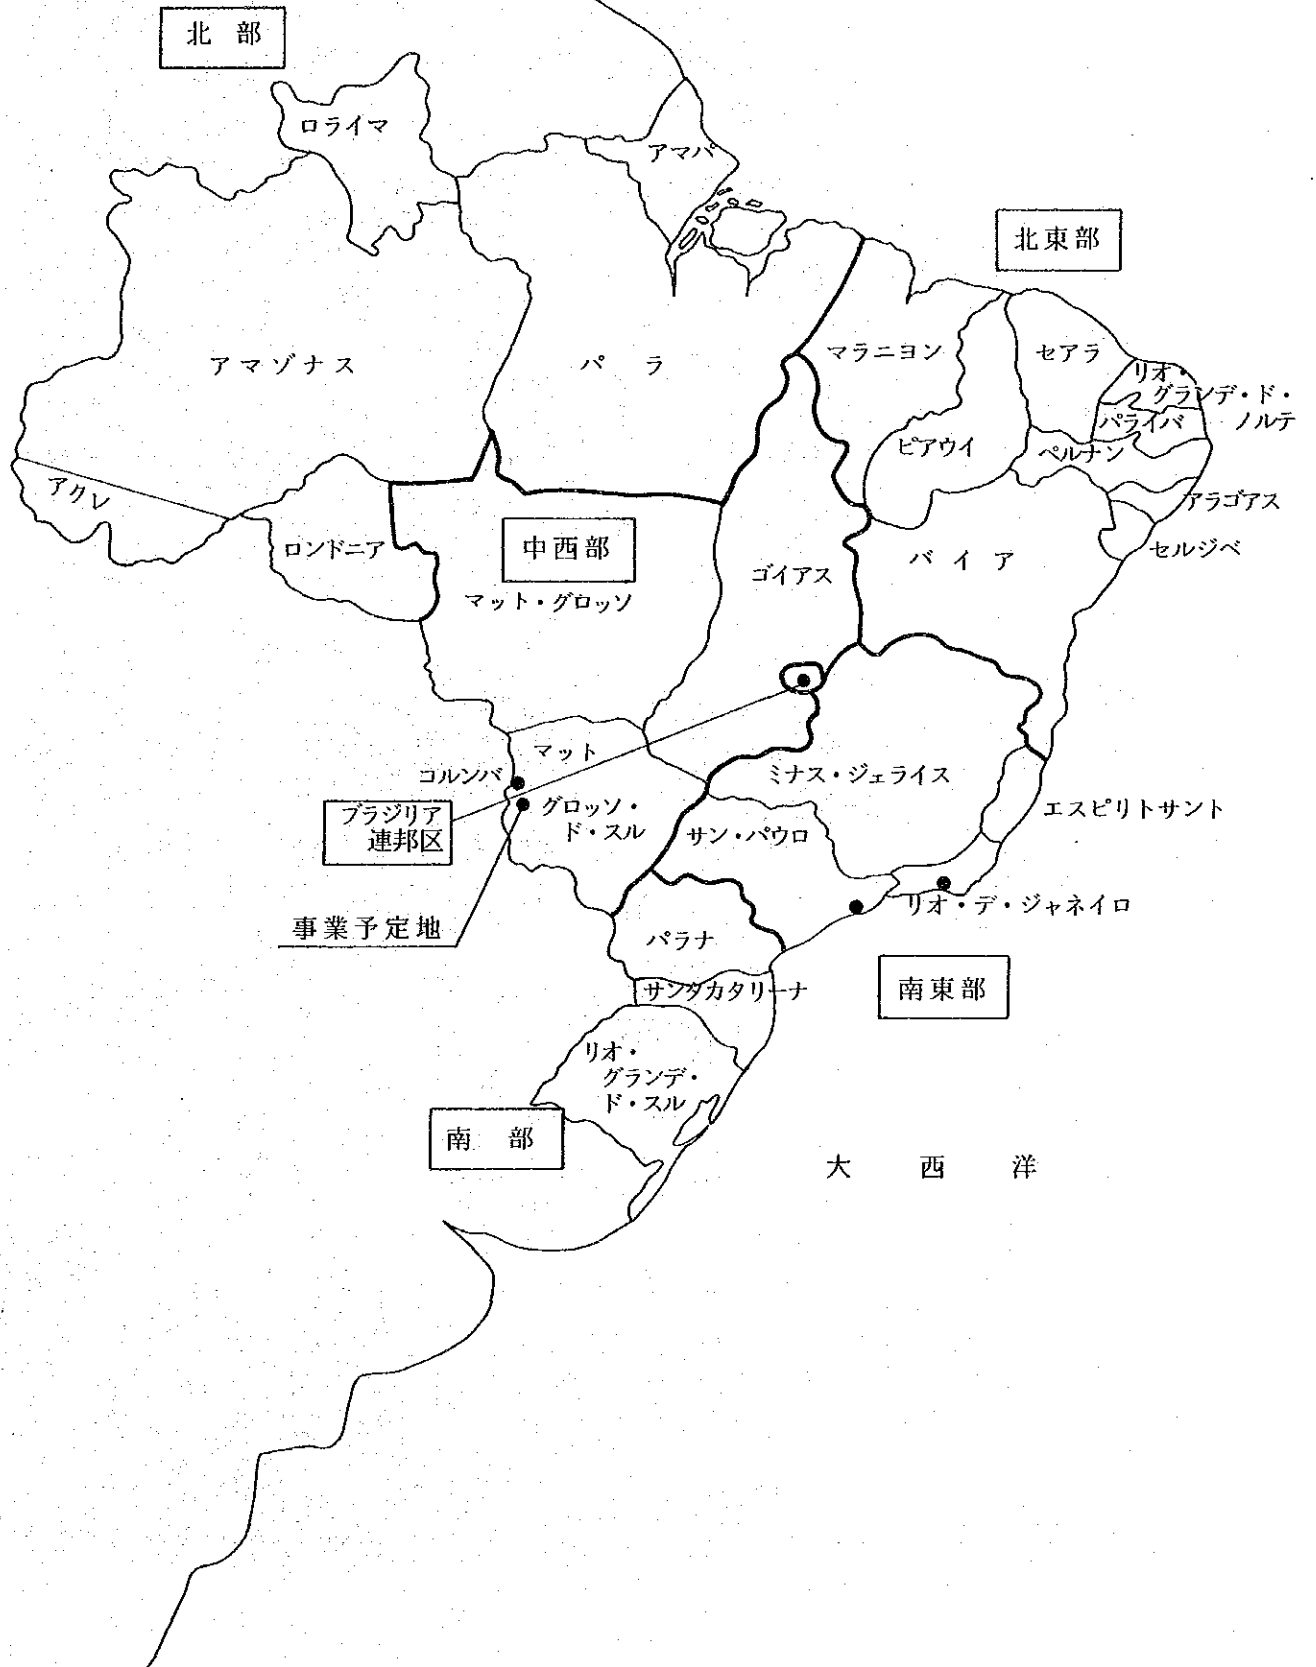 北 部
ロライマ
アマパ
北東部
アマゾナス
パ ラ
マラニヨン
セアラ
リオ・
グランデ・ド・
ノルテ
パライバ
ピアウイ
ペルナン
アクレ
アラゴアス
ロンドニア
中西部
マット・グロッソ
ゴイアス
バ イ ア
セルジペ
マット
グロッソ・
ド・スル
コルンバ
ブラジリア
連邦区
ミナス・ジェライス
エスピリトサント
サン・パウロ
リオ・デ・ジャネイロ
事業予定地
パラナ
サンタカタリーナ
南東部
リオ・
グランデ・
ド・スル
南 部
大 西 洋